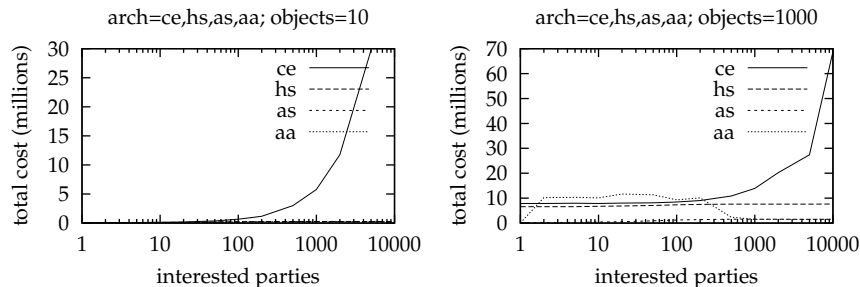 arch=ce,hs,as,aa; objects=10
total cost (millions)
30
25
20
15
10
5
0
ce
hs
as
aa
1 10 100 1000 10000
interested parties
arch=ce,hs,as,aa; objects=1000
total cost (millions)
70
60
50
40
30
20
10
0
ce
hs
as
aa
1 10 100 1000 10000
interested parties